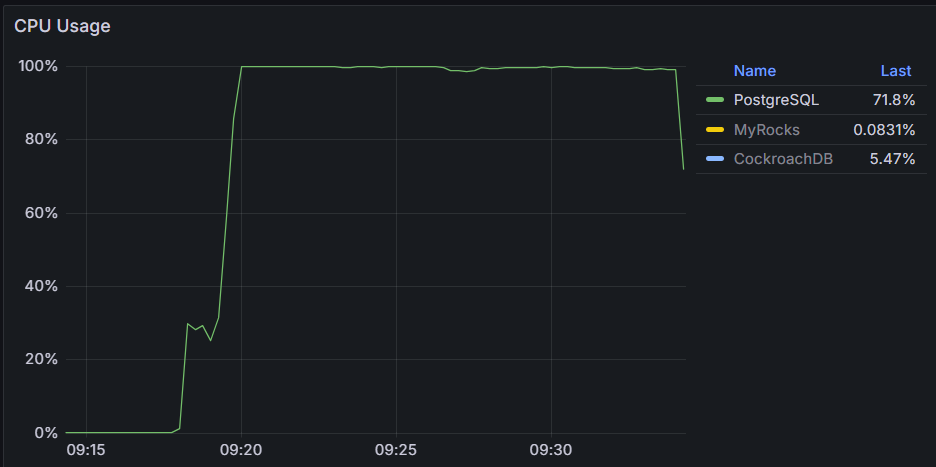 CPU Usage
100%
80%
60%
40%
20%
0%
09:15 09:20 09:25 09:30
Name Last
PostgreSQL 71.8%
MyRocks 0.0831%
CockroachDB 5.47%